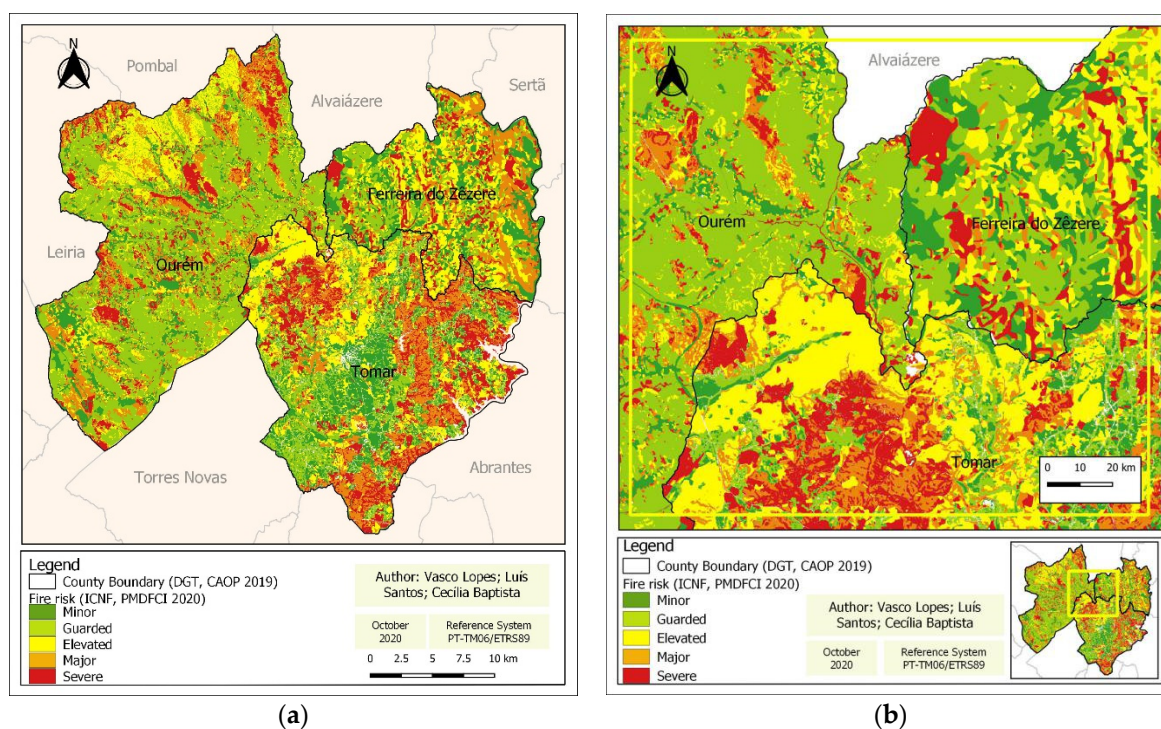 N
Pombal
Alvaiázere
Sertã
Ferreira do Zêzere
Leiria
Ourém
Tomar
Torres Novas
Abrantes
Legend
County Boundary (DGT, CAOP 2019)
Fire risk (ICNF, PMDFCI 2020)
Minor
Guarded
Elevated
Major
Severe
Author: Vasco Lopes; Luís
Santos; Cecília Baptista
October
2020
Reference System
PT-TM06/ETRS89
0 2.5 5 7.5 10 km
(a)
N
Alvaiázere
Ourém
Ferreira do Zêzere
Tomar
0 10 20 km
Legend
County Boundary (DGT, CAOP 2019)
Fire risk (ICNF, PMDFCI 2020)
Minor
Guarded
Elevated
Major
Severe
Author: Vasco Lopes; Luís
Santos; Cecília Baptista
October
2020
Reference System
PT-TM06/ETRS89
(b)